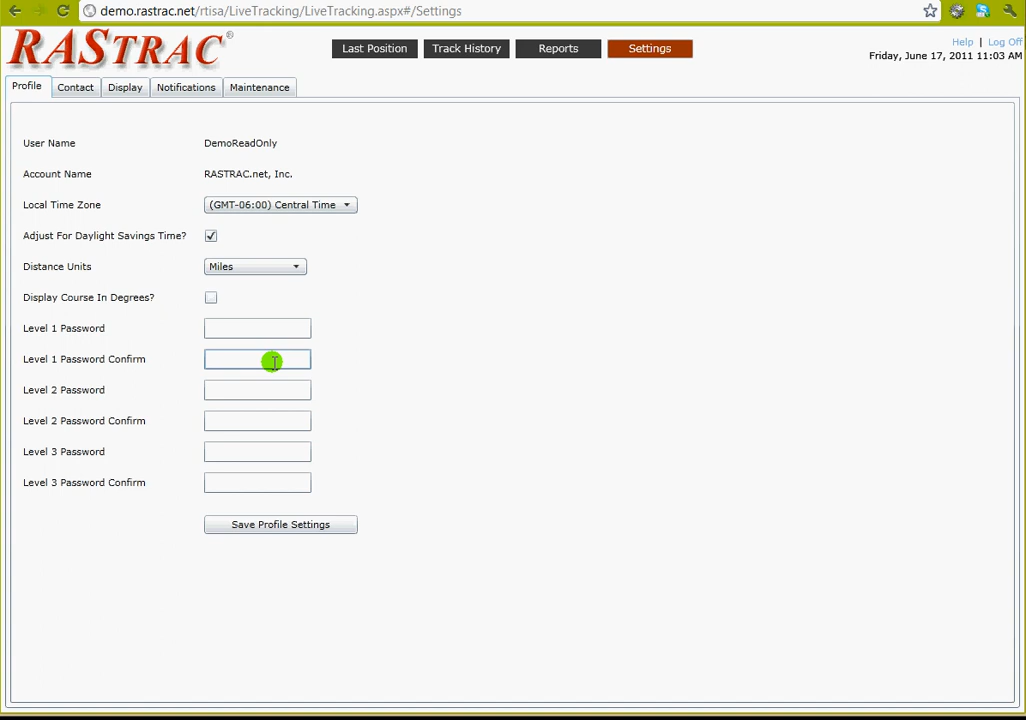 demo.rastrac.net/rtisa/LiveTracking/LiveTracking.aspx#/Settings
RASTRAC®
Last Position
Track History
Reports
Settings
Help | Log Off
Friday, June 17, 2011 11:03 AM
Profile
Contact
Display
Notifications
Maintenance
User Name DemoReadOnly
Account Name RASTRAC.net, Inc.
Local Time Zone (GMT-06:00) Central Time
Adjust For Daylight Savings Time?
Distance Units Miles
Display Course In Degrees?
Level 1 Password
Level 1 Password Confirm
Level 2 Password
Level 2 Password Confirm
Level 3 Password
Level 3 Password Confirm
Save Profile Settings